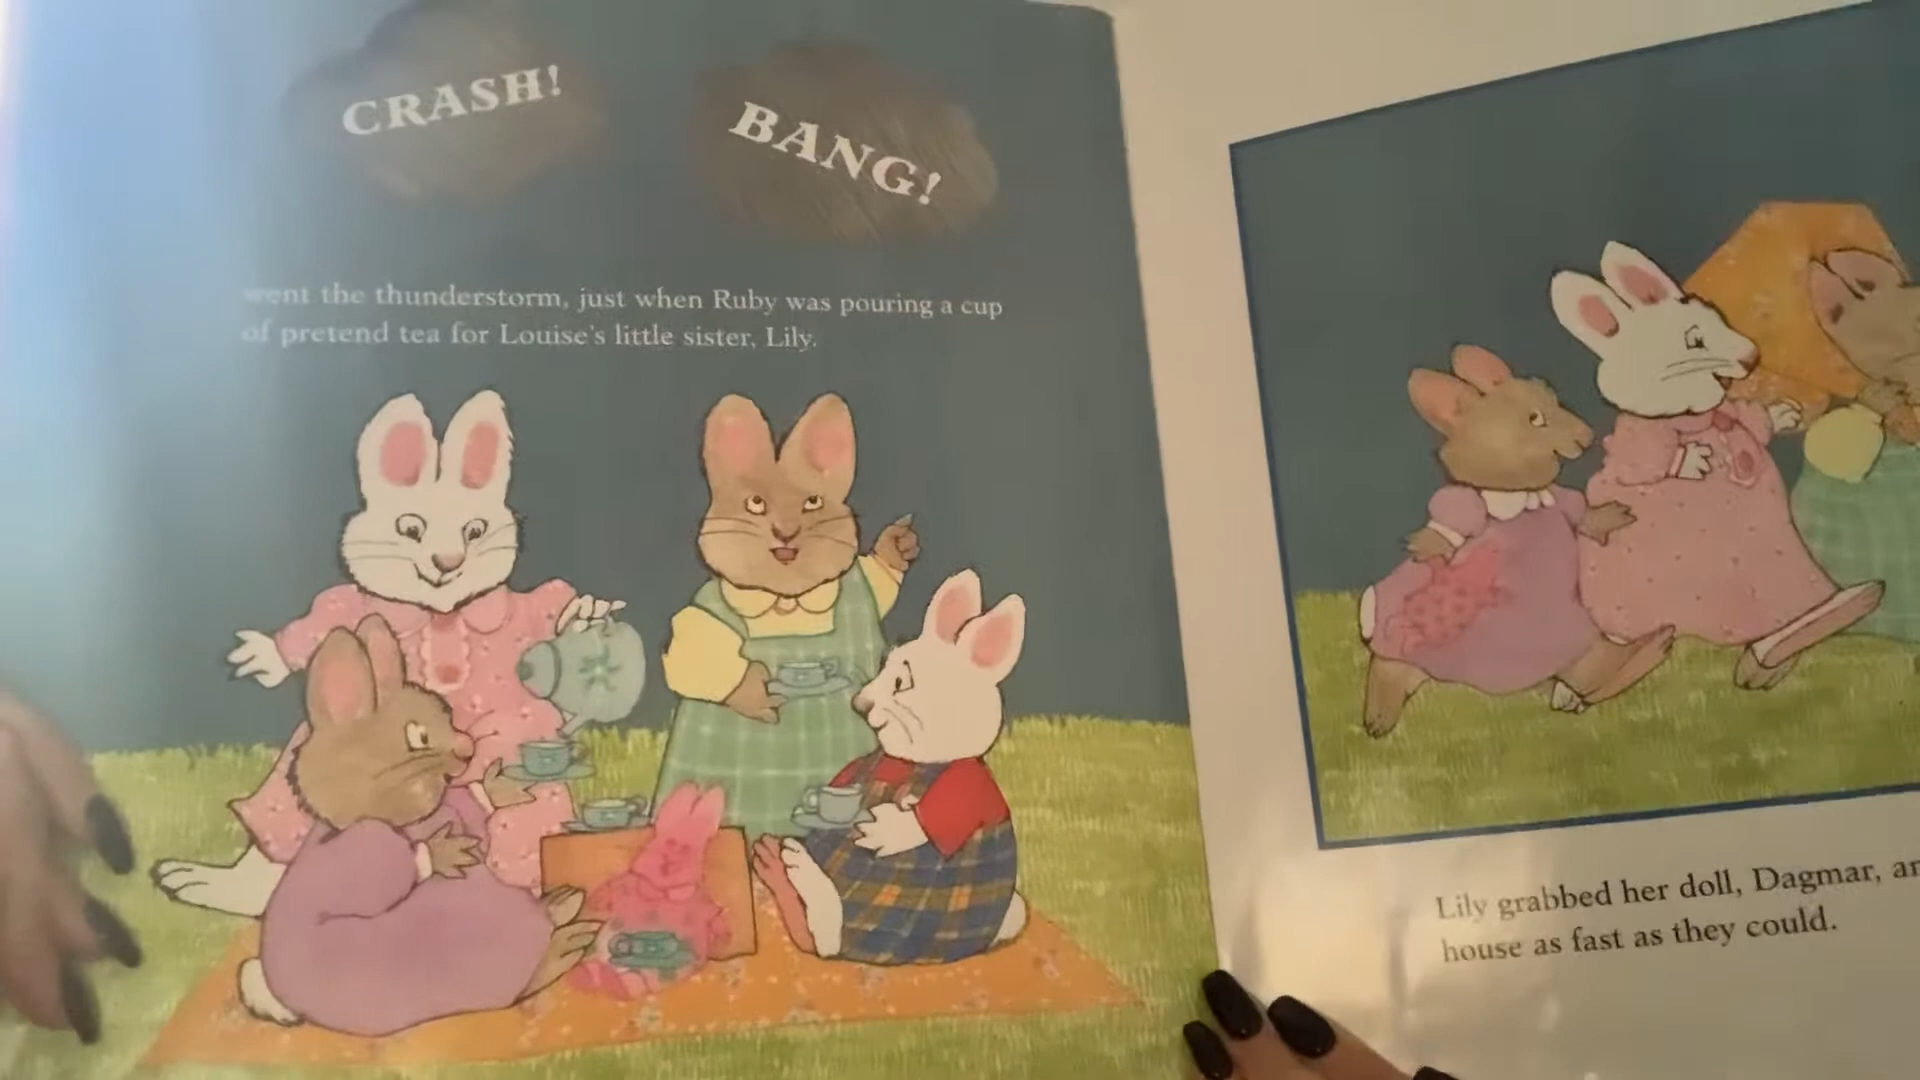 CRASH!
BANG!
went the thunderstorm, just when Ruby was pouring a cup
of pretend tea for Louise's little sister, Lily.
Lily grabbed her doll, Dagmar,
house as fast as they could.